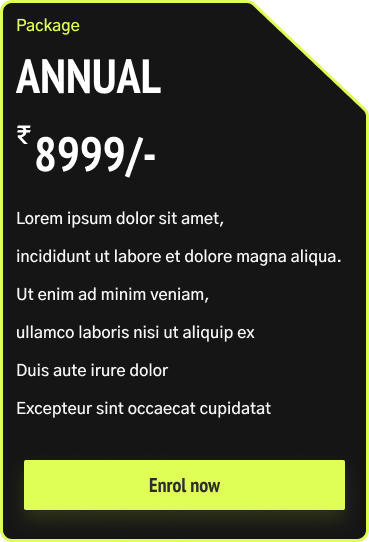 Package
ANNUAL
₹8999/-
Lorem ipsum dolor sit amet,
incididunt ut labore et dolore magna aliqua.
Ut enim ad minim veniam,
ullamco laboris nisi ut aliquip ex
Duis aute irure dolor
Excepteur sint occaecat cupidatat
Enrol now